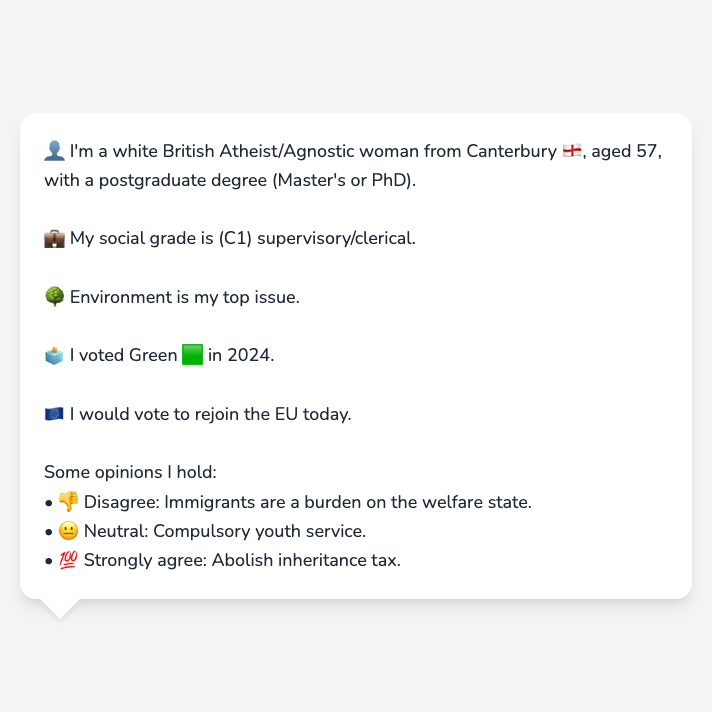 👤 I'm a white British Atheist/Agnostic woman from Canterbury 🏴󠁧󠁢󠁥󠁮󠁧󠁿, aged 57,
with a postgraduate degree (Master's or PhD).
💼 My social grade is (C1) supervisory/clerical.
🌳 Environment is my top issue.
🗳️ I voted Green 🟩 in 2024.
🇪🇺 I would vote to rejoin the EU today.
Some opinions I hold:
• 👎 Disagree: Immigrants are a burden on the welfare state.
• 😐 Neutral: Compulsory youth service.
• 💯 Strongly agree: Abolish inheritance tax.